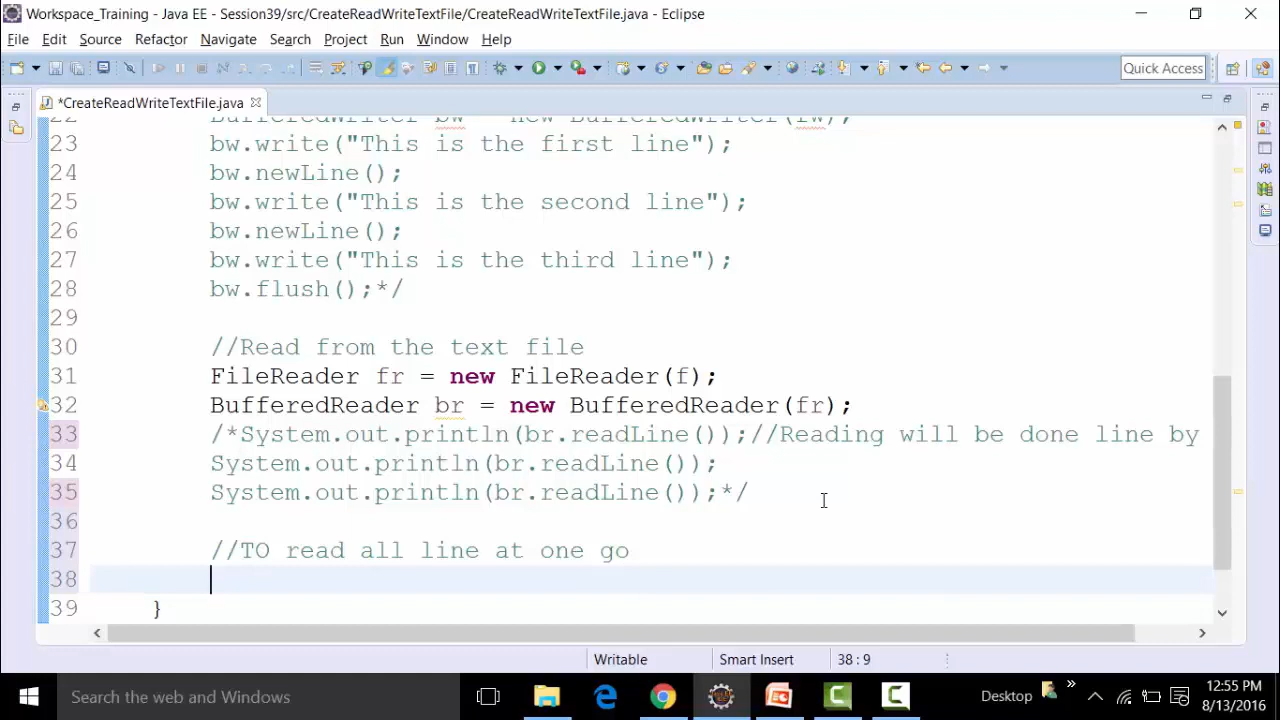 Workspace_Training - Java EE - Session39/src/CreateReadWriteTextFile/CreateReadWriteTextFile.java - Eclipse
File Edit Source Refactor Navigate Search Project Run Window Help
Quick Access
*CreateReadWriteTextFile.java
22 BufferedWriter bw = new BufferedWriter(fw);
23 bw.write("This is the first line");
24 bw.newLine();
25 bw.write("This is the second line");
26 bw.newLine();
27 bw.write("This is the third line");
28 bw.flush();*/
29
30 //Read from the text file
31 FileReader fr = new FileReader(f);
32 BufferedReader br = new BufferedReader(fr);
33 /*System.out.println(br.readLine());//Reading will be done line by
34 System.out.println(br.readLine());
35 System.out.println(br.readLine());*/
36
37 //TO read all line at one go
38
39 }
Writable Smart Insert 38 : 9
Search the web and Windows
Desktop
12:55 PM
8/13/2016